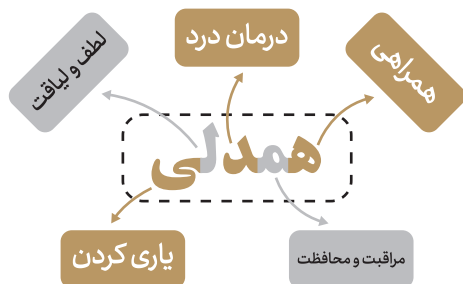 همراهی
درمان درد
لطف و لیاقت
همدلی
مراقبت و محافظت
یاری کردن